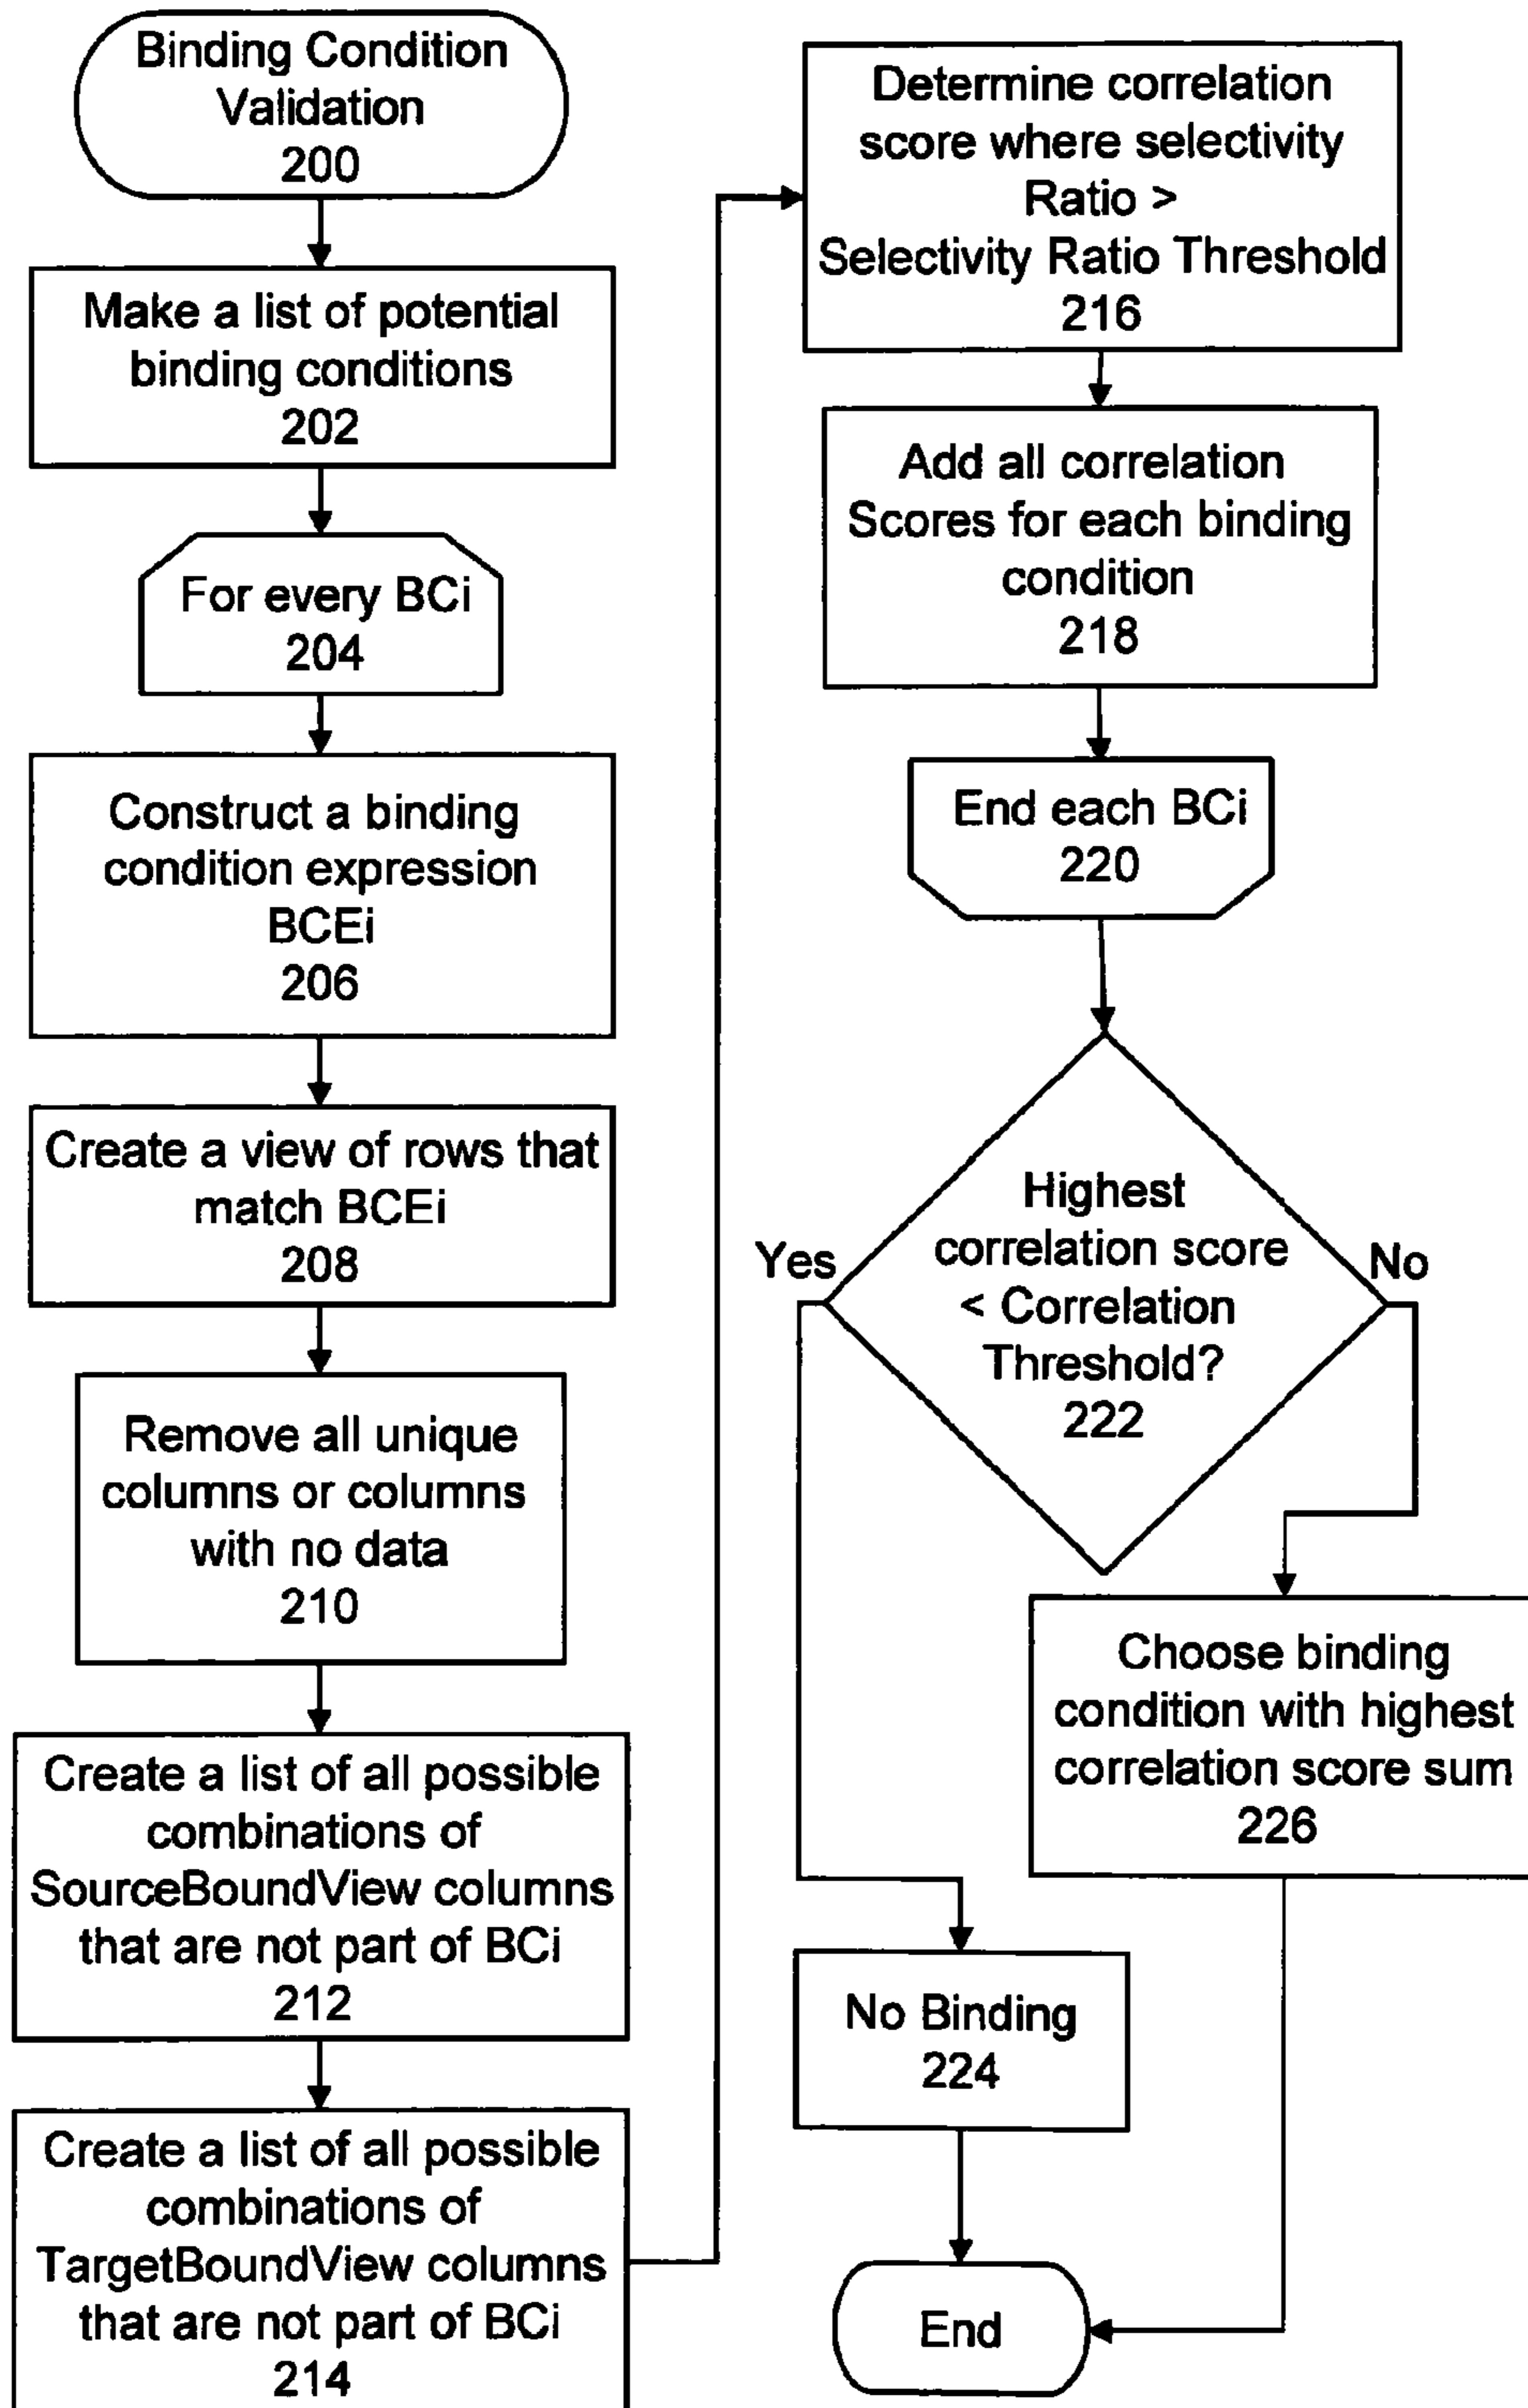 Binding Condition
Validation
200
Make a list of potential
binding conditions
202
For every BCi
204
Construct a binding
condition expression
BCEi
206
Create a view of rows that
match BCEi
208
Remove all unique
columns or columns
with no data
210
Create a list of all possible
combinations of
SourceBoundView columns
that are not part of BCi
212
Create a list of all possible
combinations of
TargetBoundView columns
that are not part of BCi
214
Determine correlation
score where selectivity
Ratio >
Selectivity Ratio Threshold
216
Add all correlation
Scores for each binding
condition
218
End each BCi
220
Highest
correlation score
< Correlation
Threshold?
222
Yes
No
No Binding
224
Choose binding
condition with highest
correlation score sum
226
End